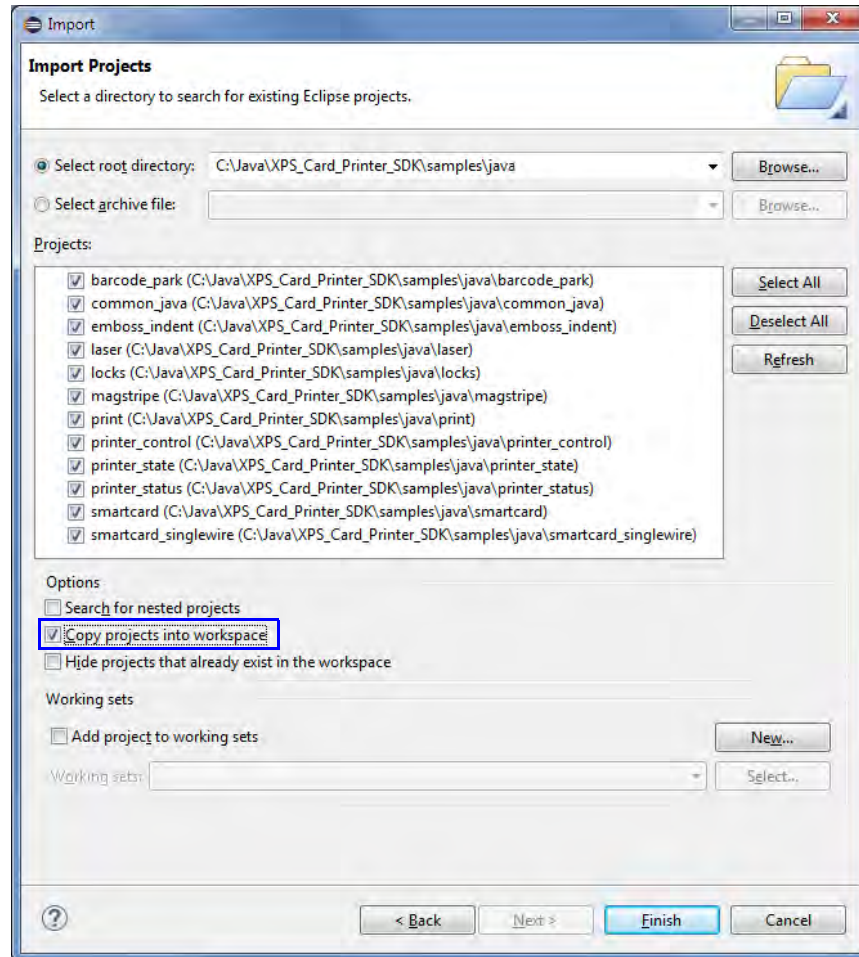 Import
Import Projects
Select a directory to search for existing Eclipse projects.
Select root directory: C:\Java\XPS_Card_Printer_SDK\samples\java Browse...
Select archive file: Browse...
Projects:
barcode_park (C:\Java\XPS_Card_Printer_SDK\samples\java\barcode_park)
common_java (C:\Java\XPS_Card_Printer_SDK\samples\java\common_java)
emboss_indent (C:\Java\XPS_Card_Printer_SDK\samples\java\emboss_indent)
laser (C:\Java\XPS_Card_Printer_SDK\samples\java\laser)
locks (C:\Java\XPS_Card_Printer_SDK\samples\java\locks)
magstripe (C:\Java\XPS_Card_Printer_SDK\samples\java\magstripe)
print (C:\Java\XPS_Card_Printer_SDK\samples\java\print)
printer_control (C:\Java\XPS_Card_Printer_SDK\samples\java\printer_control)
printer_state (C:\Java\XPS_Card_Printer_SDK\samples\java\printer_state)
printer_status (C:\Java\XPS_Card_Printer_SDK\samples\java\printer_status)
smartcard (C:\Java\XPS_Card_Printer_SDK\samples\java\smartcard)
smartcard_singlewire (C:\Java\XPS_Card_Printer_SDK\samples\java\smartcard_singlewire)
Select All
Deselect All
Refresh
Options
Search for nested projects
Copy projects into workspace
Hide projects that already exist in the workspace
Working sets
Add project to working sets New...
Working sets: Select...
? < Back Next > Finish Cancel